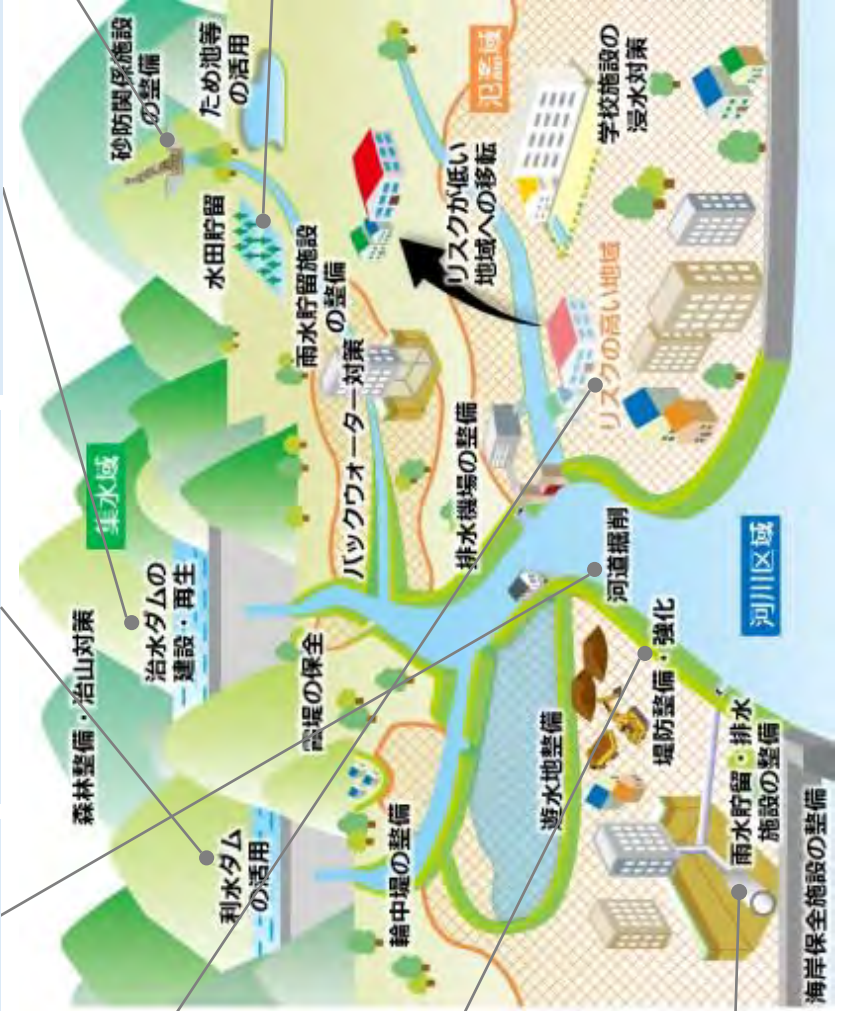 森林整備・治山対策
集水域
治水ダムの
建設・再生
利水ダム
の活用
砂防関係施設
の整備
ため池等
の活用
水田貯留
雨水貯留施設
の整備
バックウォーター対策
霞堤の保全
輪中堤の整備
氾濫域
リスクが低い
地域への移転
学校施設の
浸水対策
リスクの高い地域
排水機場の整備
河道掘削
遊水地整備
堤防整備・強化
河川区域
雨水貯留・排水
施設の整備
海岸保全施設の整備